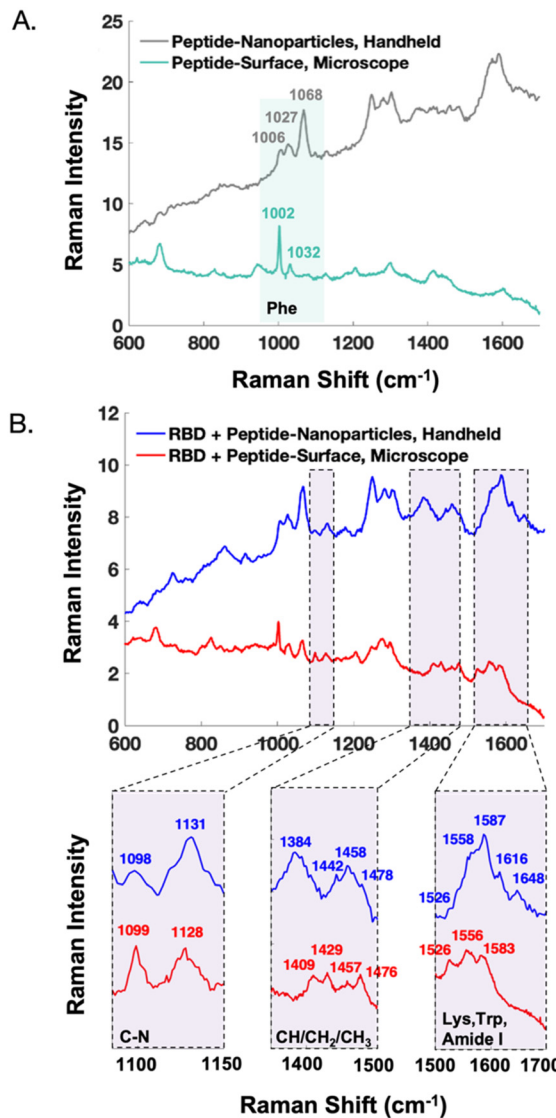 A.
25
Peptide-Nanoparticles, Handheld
Peptide-Surface, Microscope
20
15
10
5
0
Raman Intensity
1068
1027
1006
1002
1032
Phe
600 800 1000 1200 1400 1600
Raman Shift (cm-1)
B.
12
RBD + Peptide-Nanoparticles, Handheld
RBD + Peptide-Surface, Microscope
10
8
6
4
2
0
Raman Intensity
600 800 1000 1200 1400 1600
Raman Intensity
1131
1098
1099
1128
C-N
1100 1150
1384
1458
1442
1478
1429
1409
1457
1476
CH/CH2/CH3
1400 1500
1587
1558
1616
1526
1648
1556
1526
1583
Lys,Trp,
Amide I
1500 1600 1700
Raman Shift (cm-1)